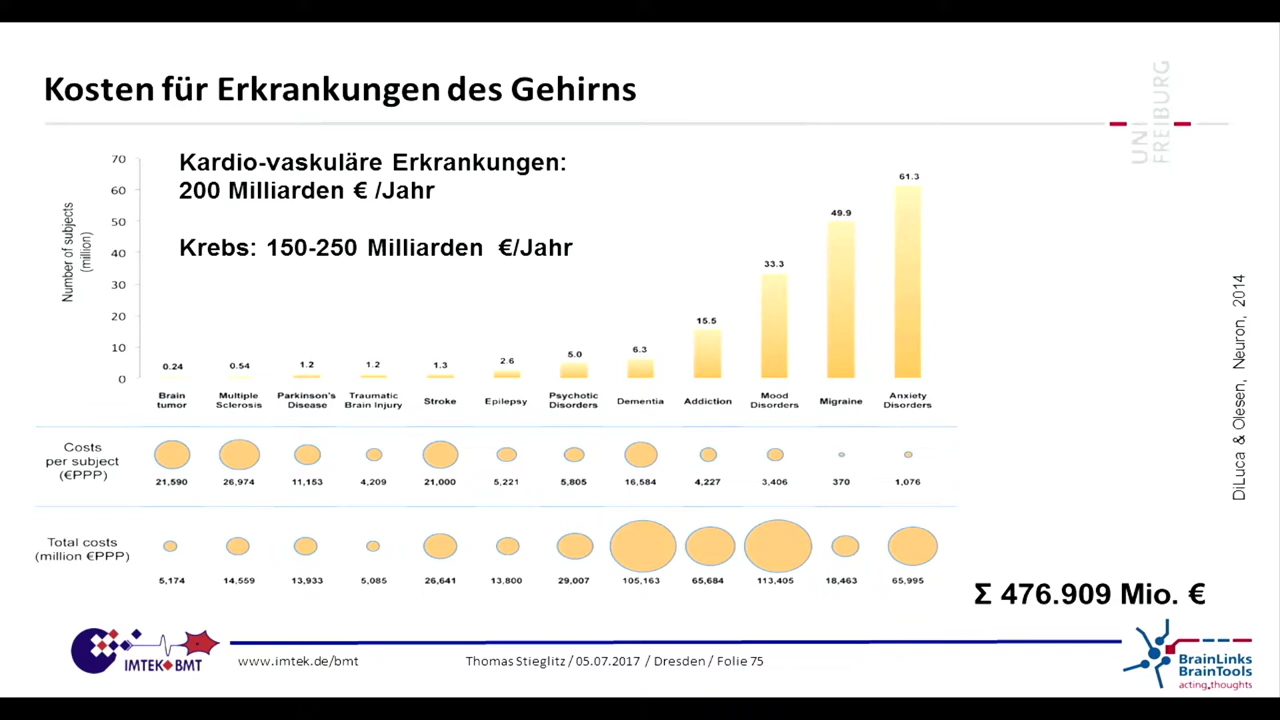 Kosten für Erkrankungen des Gehirns
UNI
FREIBURG
Kardio-vaskuläre Erkrankungen:
200 Milliarden € /Jahr
Krebs: 150-250 Milliarden €/Jahr
Number of subjects
(million)
70
60
50
40
30
20
10
0
0.24
0.54
1.2
1.2
1.3
2.6
5.0
6.3
15.5
33.3
49.9
61.3
Brain
tumor
Multiple
Sclerosis
Parkinson's
Disease
Traumatic
Brain Injury
Stroke
Epilepsy
Psychotic
Disorders
Dementia
Addiction
Mood
Disorders
Migraine
Anxiety
Disorders
Costs
per subject
(€PPP)
21,590 26,974 11,153 4,209 21,000 5,221 5,805 16,584 4,227 3,406 370 1,076
Total costs
(million €PPP)
5,174 14,559 13,933 5,085 26,641 13,800 29,007 105,163 65,684 113,405 18,463 65,995
DiLuca & Olesen, Neuron, 2014
Σ 476.909 Mio. €
IMTEK BMT
www.imtek.de/bmt
Thomas Stieglitz / 05.07.2017 / Dresden / Folie 75
BrainLinks
BrainTools
acting.thoughts